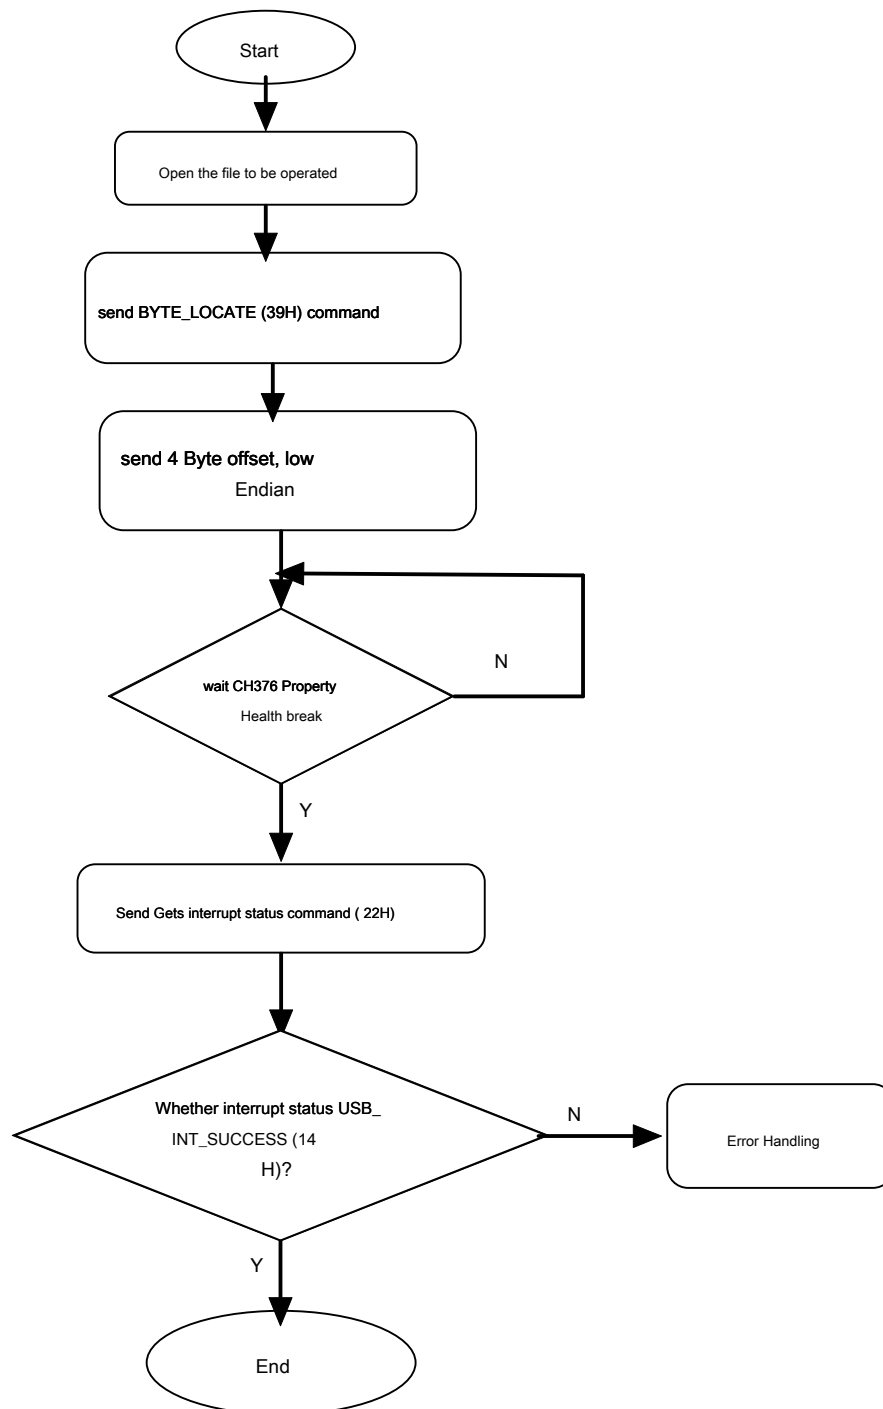 Start
Open the file to be operated
send BYTE_LOCATE (39H) command
send 4 Byte offset, low
Endian
N
wait CH376 Property
Health break
Y
Send Gets interrupt status command ( 22H)
Whether interrupt status USB_
INT_SUCCESS (14
H)?
N
Error Handling
Y
End